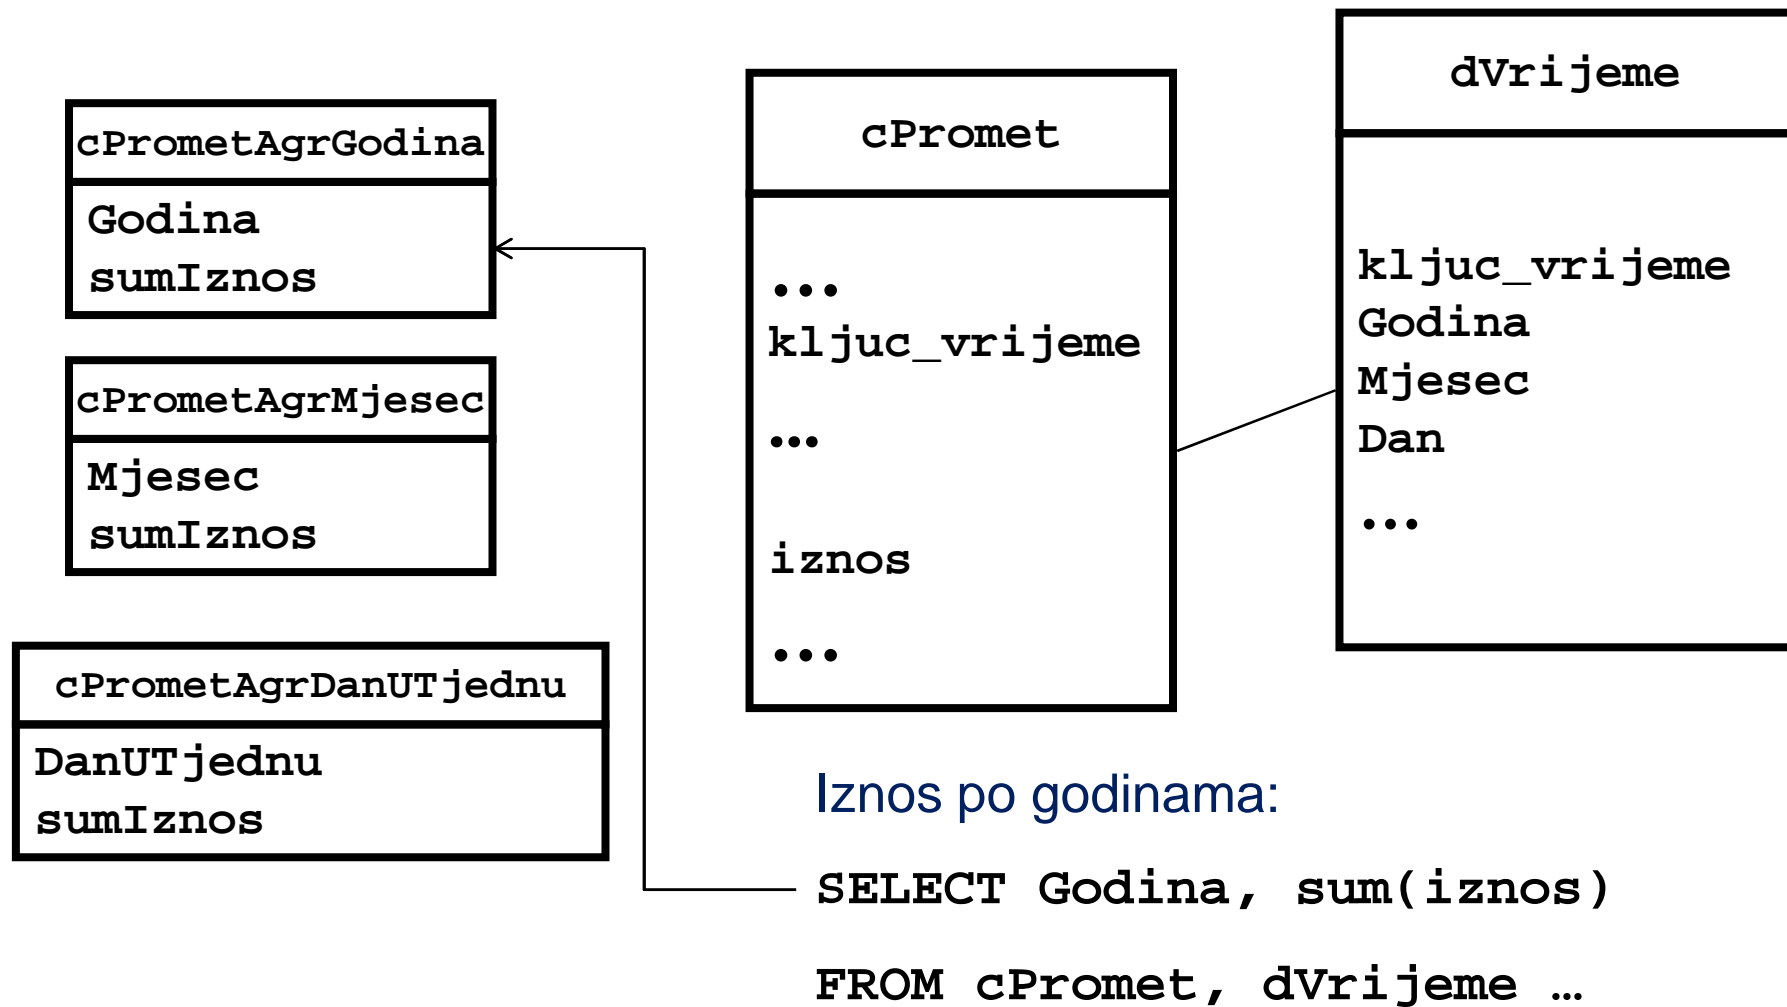 cPrometAgrGodina
Godina
sumIznos
cPrometAgrMjesec
Mjesec
sumIznos
cPrometAgrDanUTjednu
DanUTjednu
sumIznos
cPromet
...
kljuc_vrijeme
...
iznos
...
dVrijeme
kljuc_vrijeme
Godina
Mjesec
Dan
...
Iznos po godinama:
SELECT Godina, sum(iznos)
FROM cPromet, dVrijeme …